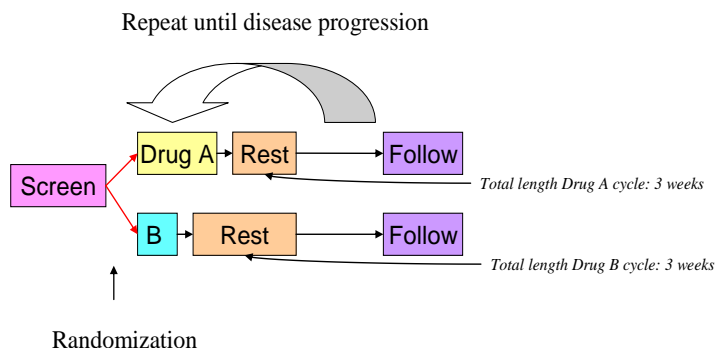 Repeat until disease progression
Drug A
Rest
Follow
Screen
Total length Drug A cycle: 3 weeks
B
Rest
Follow
Total length Drug B cycle: 3 weeks
Randomization